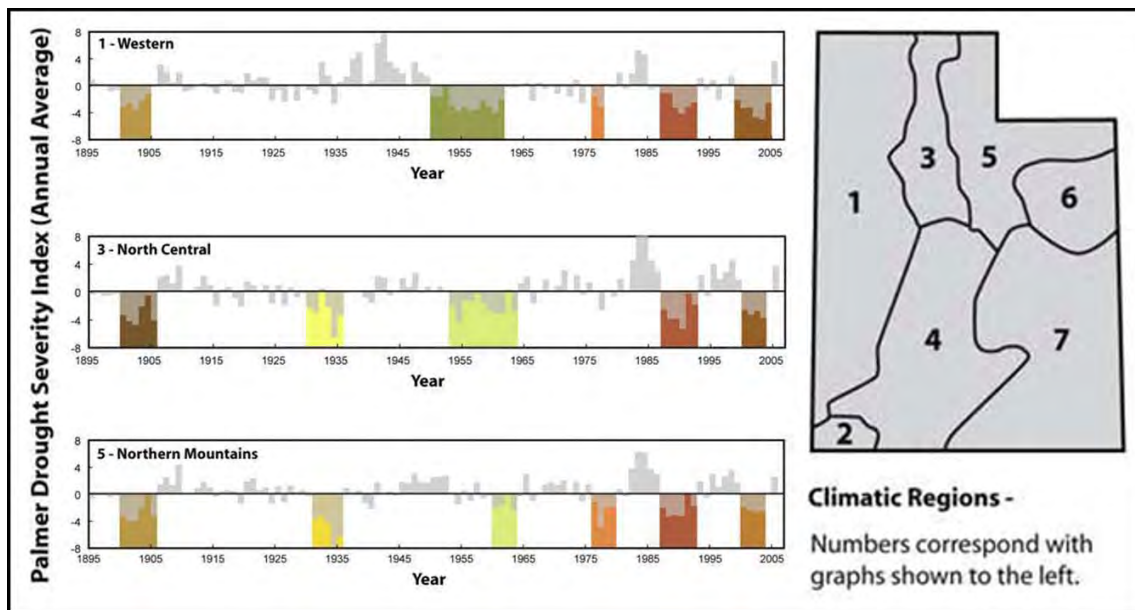 Palmer Drought Severity Index (Annual Average)
1 - Western
8
4
0
-4
-8
1895 1905 1915 1925 1935 1945 1955 1965 1975 1985 1995 2005
Year
3 - North Central
8
4
0
-4
-8
1895 1905 1915 1925 1935 1945 1955 1965 1975 1985 1995 2005
Year
5 - Northern Mountains
8
4
0
-4
-8
1895 1905 1915 1925 1935 1945 1955 1965 1975 1985 1995 2005
Year
1
3
5
6
4
7
2
Climatic Regions -
Numbers correspond with
graphs shown to the left.